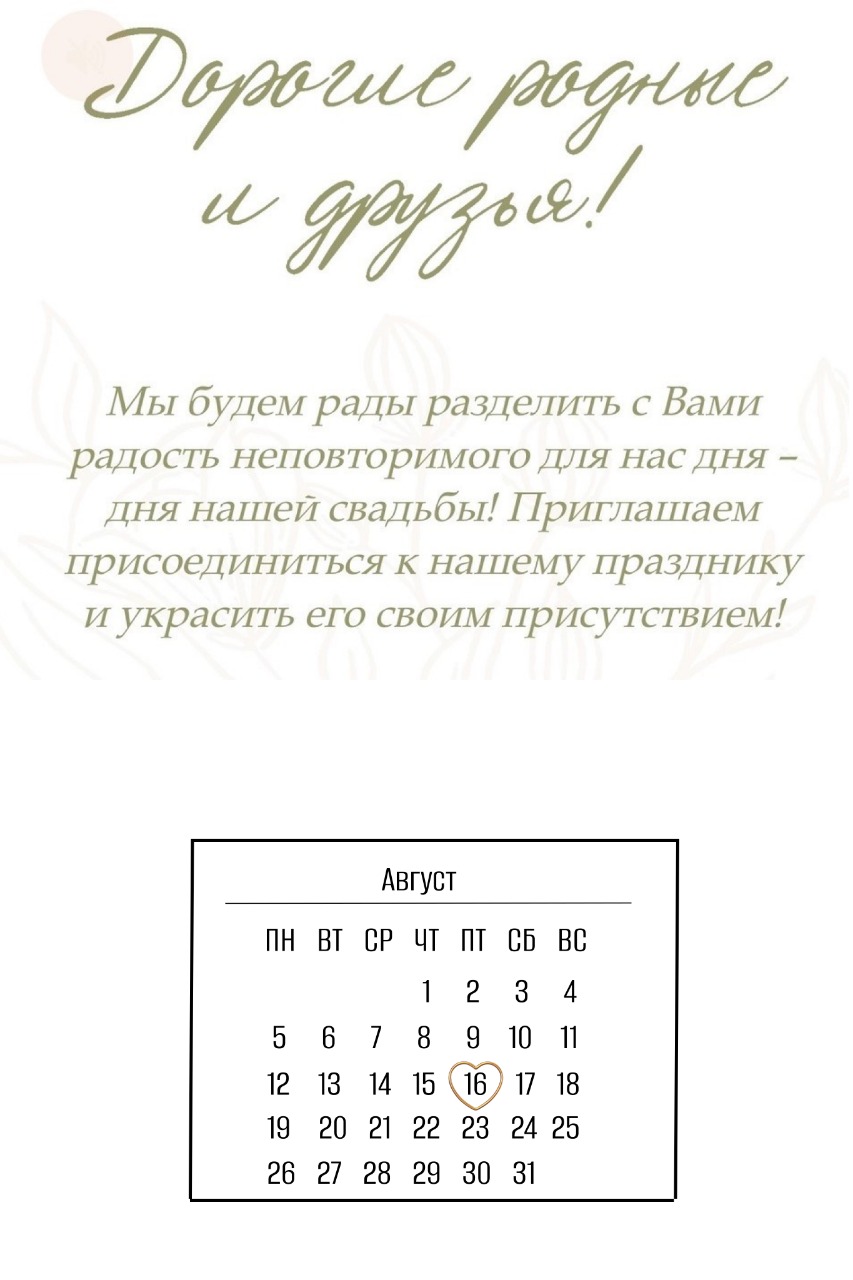 Дорогие родные
и друзья!
Мы будем рады разделить с Вами
радость неповторимого для нас дня –
дня нашей свадьбы! Приглашаем
присоединиться к нашему празднику
и украсить его своим присутствием!
Август
ПН ВТ СР ЧТ ПТ СБ ВС
1 2 3 4
5 6 7 8 9 10 11
12 13 14 15 16 17 18
19 20 21 22 23 24 25
26 27 28 29 30 31